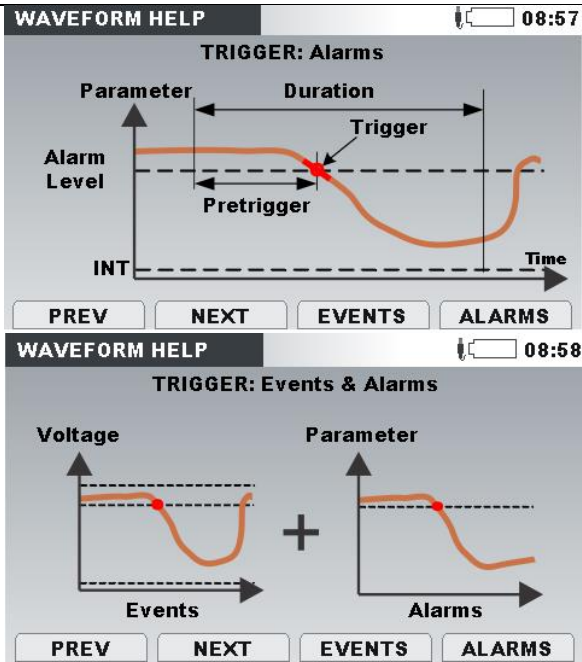 WAVEFORM HELP 08:57
TRIGGER: Alarms
Parameter Duration
Trigger
Alarm
Level
Pretrigger
INT Time
PREV NEXT EVENTS ALARMS
WAVEFORM HELP 08:58
TRIGGER: Events & Alarms
Voltage Parameter
+
Events Alarms
PREV NEXT EVENTS ALARMS